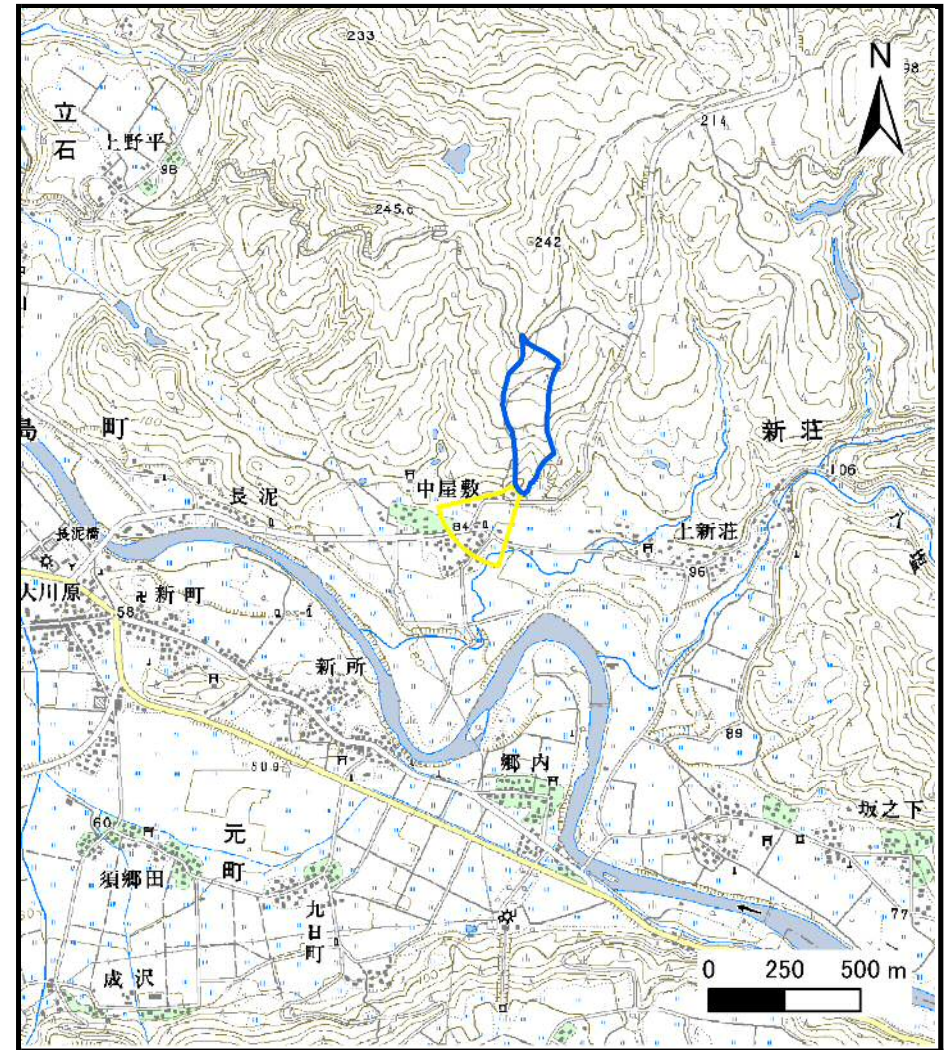 233
N
98
立石
上野平
98
214
245.6
242
島 町
新荘
106
中屋敷
長泥
84
上新荘
96
長泥橋
大川原
卍 新町
58
新所
89
郷内
坂之下
60
元町
須郷田
九日町
77
成沢
0 250 500 m